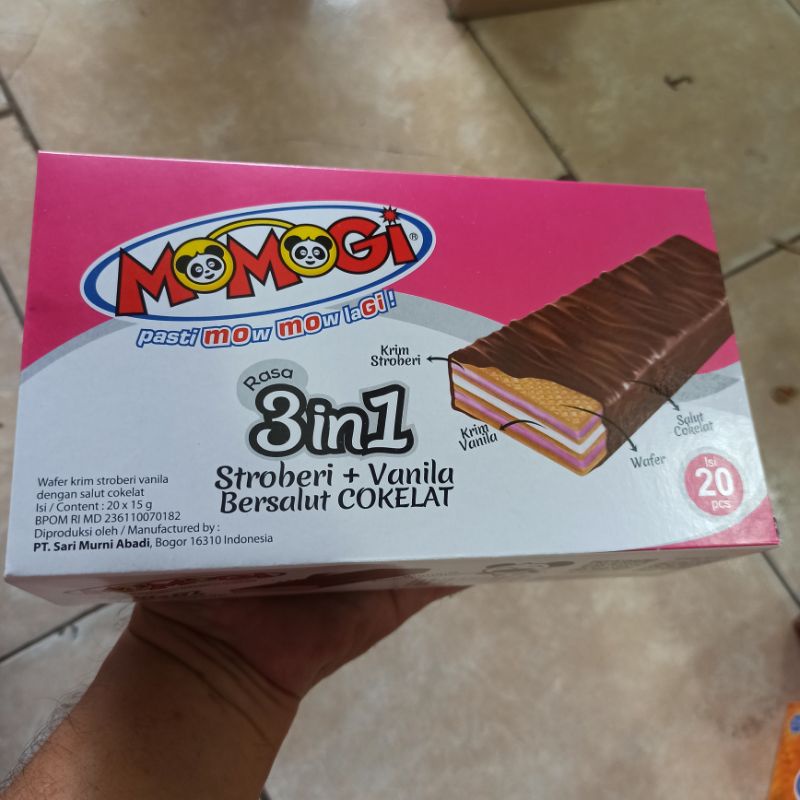 MOMOGI®
pasti mow mow laGi!
Rasa
3in1
Stroberi + Vanila
Bersalut COKELAT
Krim
Stroberi
Krim
Vanila
Wafer
Salut
Cokelat
Isi
20
pcs
Wafer krim stroberi vanila
dengan salut cokelat
Isi / Content : 20 x 15 g
BPOM RI MD 236110070182
Diproduksi oleh / Manufactured by :
PT. Sari Murni Abadi, Bogor 16310 Indonesia